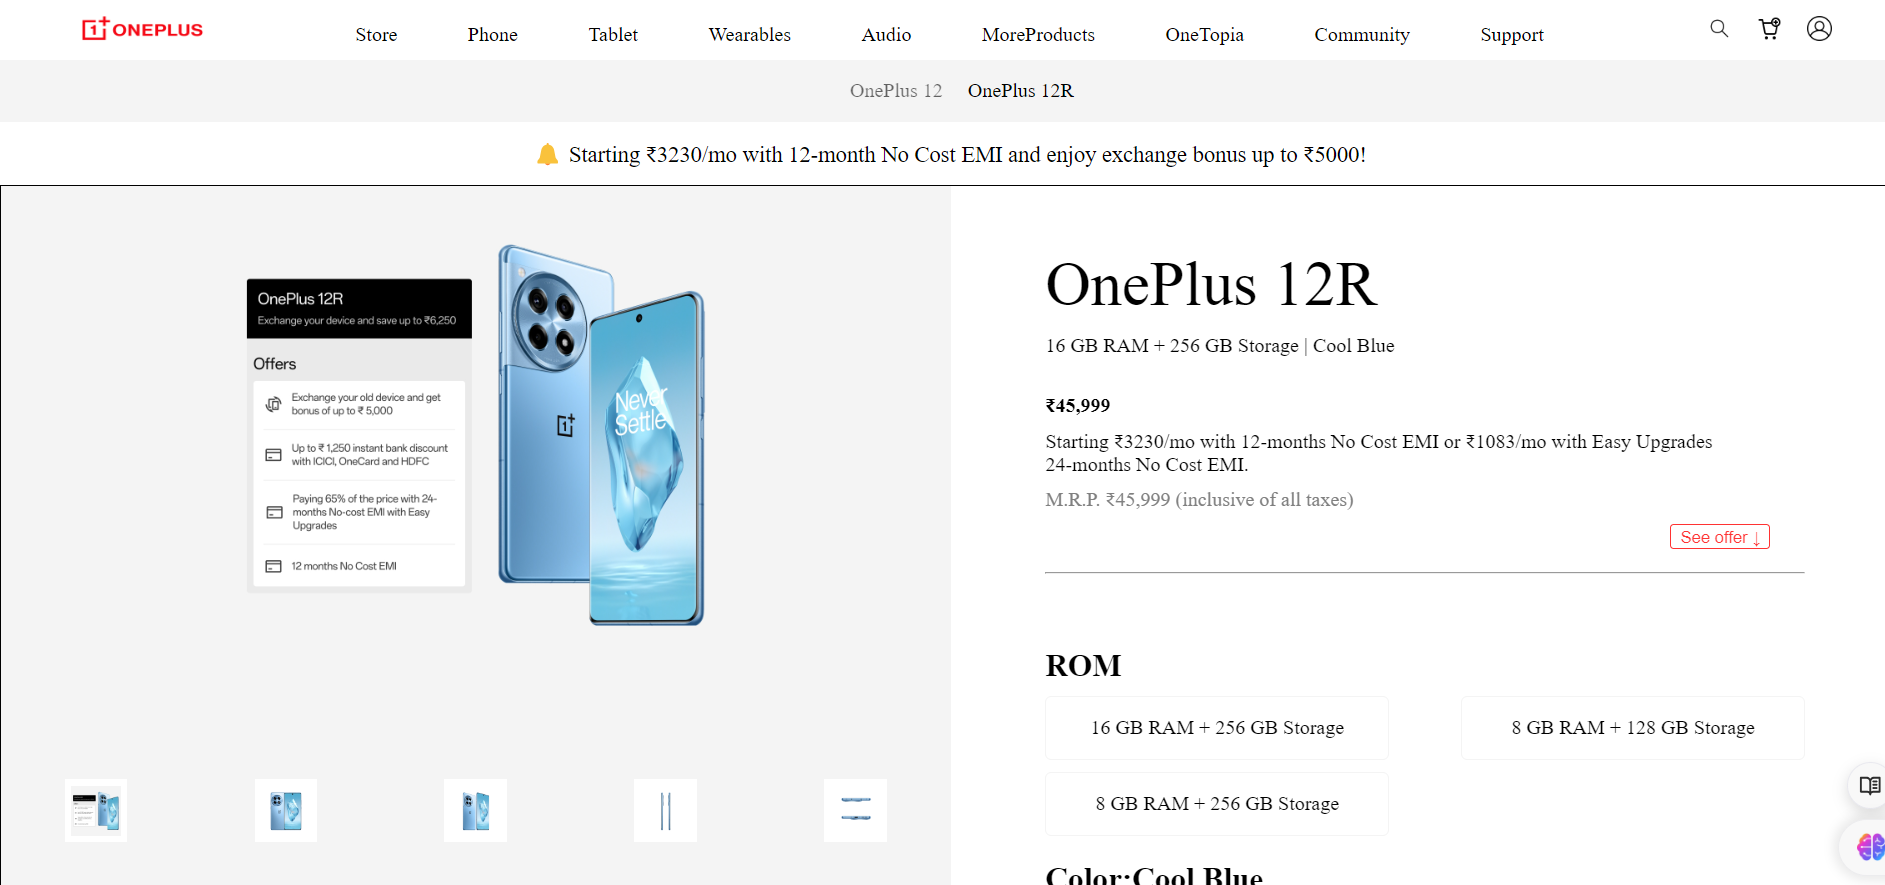 ONEPLUS
Store Phone Tablet Wearables Audio MoreProducts OneTopia Community Support
OnePlus 12 OnePlus 12R
Starting ₹3230/mo with 12-month No Cost EMI and enjoy exchange bonus up to ₹5000!
OnePlus 12R
Exchange your device and save up to ₹6,250
Offers
Exchange your old device and get
bonus of up to ₹ 5,000
Up to ₹ 1,250 instant bank discount
with ICICI, OneCard and HDFC
Paying 65% of the price with 24-
months No-cost EMI with Easy
Upgrades
12 months No Cost EMI
Never
Settle
OnePlus 12R
16 GB RAM + 256 GB Storage | Cool Blue
₹45,999
Starting ₹3230/mo with 12-months No Cost EMI or ₹1083/mo with Easy Upgrades
24-months No Cost EMI.
M.R.P. ₹45,999 (inclusive of all taxes)
See offer ↓
ROM
16 GB RAM + 256 GB Storage
8 GB RAM + 128 GB Storage
8 GB RAM + 256 GB Storage
Color:Cool Blue